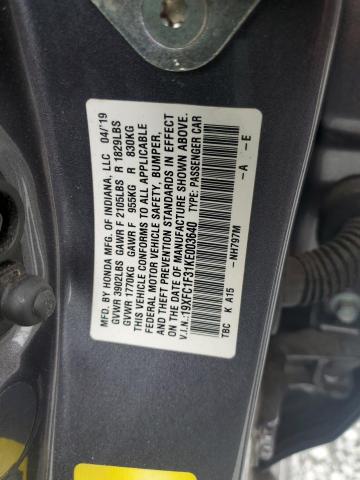 MFD. BY HONDA MFG. OF INDIANA, LLC 04/'19
GVWR 3902LBS GAWR F 2105LBS R 1829LBS
GVWR 1770KG GAWR F 955KG R 830KG
THIS VEHICLE CONFORMS TO ALL APPLICABLE
FEDERAL MOTOR VEHICLE SAFETY, BUMPER,
AND THEFT PREVENTION STANDARDS IN EFFECT
ON THE DATE OF MANUFACTURE SHOWN ABOVE.
V.I.N.:19XFC1F31KE003640 TYPE: PASSENGER CAR
TBC K A15 -NH797M -A -E